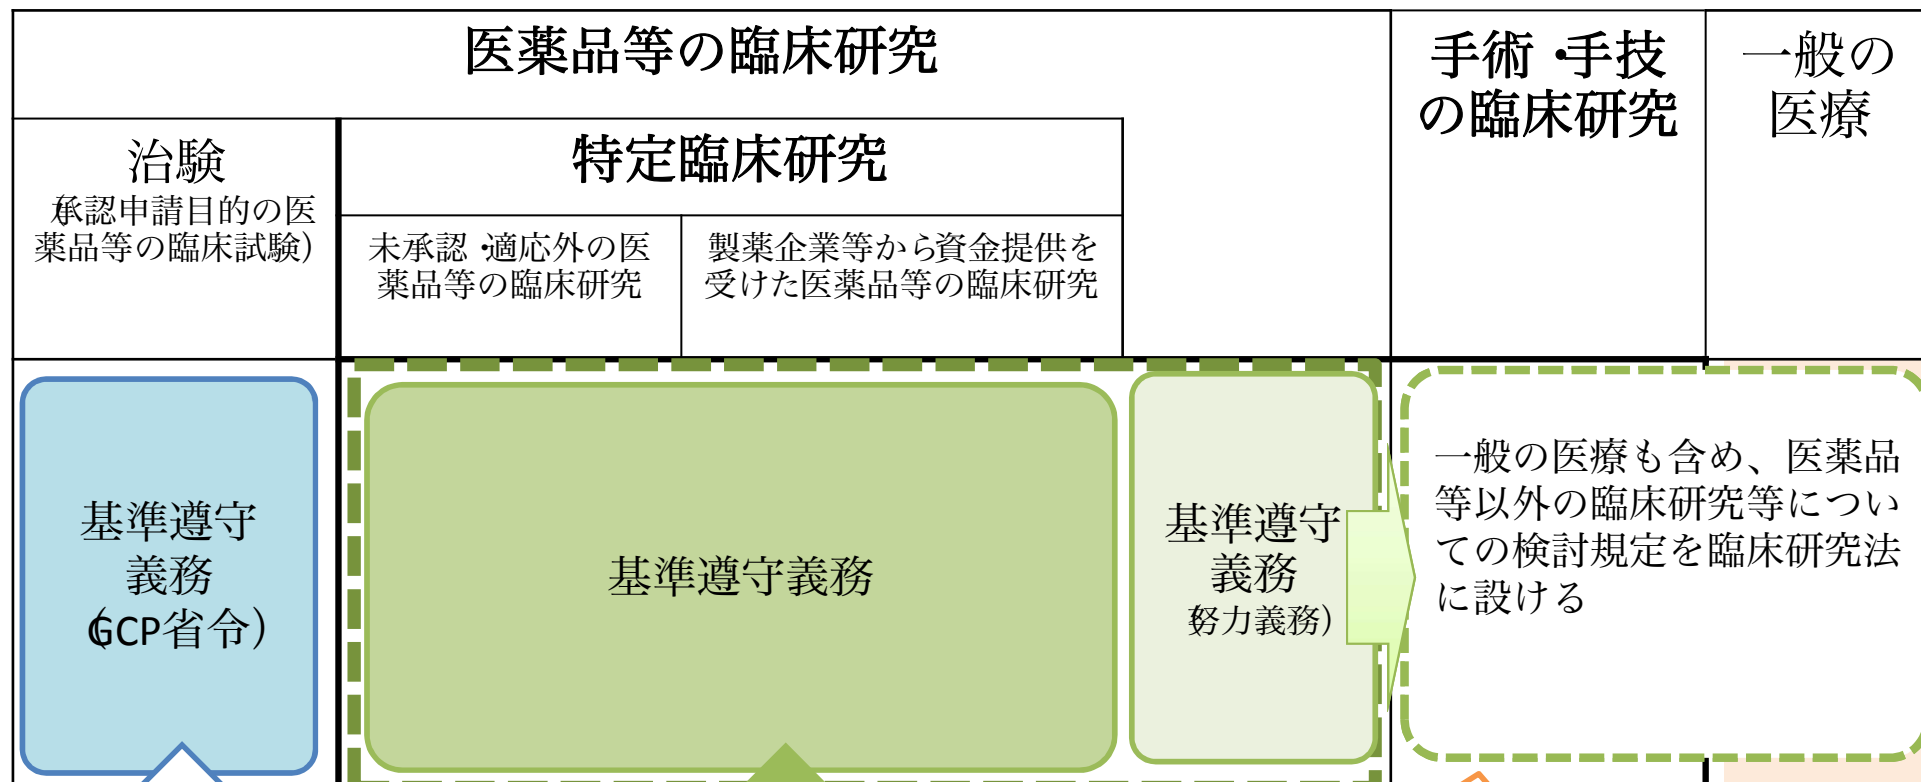 医薬品等の臨床研究
手術・手技
の臨床研究
一般の
医療
治験
(承認申請目的の医
薬品等の臨床試験)
特定臨床研究
未承認・適応外の医
薬品等の臨床研究
製薬企業等から資金提供を
受けた医薬品等の臨床研究
基準遵守
義務
(GCP省令)
基準遵守義務
基準遵守
義務
(努力義務)
一般の医療も含め、医薬品
等以外の臨床研究等につい
ての検討規定を臨床研究法
に設ける